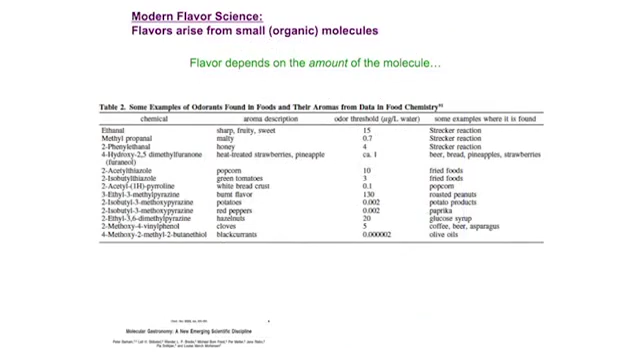 Modern Flavor Science:
Flavors arise from small (organic) molecules
Flavor depends on the amount of the molecule…
Table 2. Some Examples of Odorants Found in Foods and Their Aromas from Data in Food Chemistry
chemical aroma description odor threshold (μg/L water) some examples where it is found
Ethanal sharp, fruity, sweet 15 Strecker reaction
Methyl propanal malty 0.7 Strecker reaction
2-Phenylethanal honey 4 Strecker reaction
4-Hydroxy-2,5 dimethylfuranone heat-treated strawberries, pineapple ca. 1 beer, bread, pineapples, strawberries
(furaneol)
2-Acetylthiazole popcorn 10 fried foods
2-Isobutylthiazole green tomatoes 3 fried foods
2-Acetyl-(1H)-pyrroline white bread crust 0.1 popcorn
3-Ethyl-3-methylpyrazine burnt flavor 130 roasted peanuts
2-Isobutyl-3-methoxypyrazine potatoes 0.002 potato products
2-Isobutyl-3-methoxypyrazine red peppers 0.002 paprika
2-Ethyl-3,6-dimethylpyrazine hazelnuts 20 glucose syrup
2-Methoxy-4-vinylphenol cloves 5 coffee, beer, asparagus
4-Methoxy-2-methyl-2-butanethiol blackcurrants 0.000002 olive oils
Molecular Gastronomy: A New Emerging Scientific Discipline